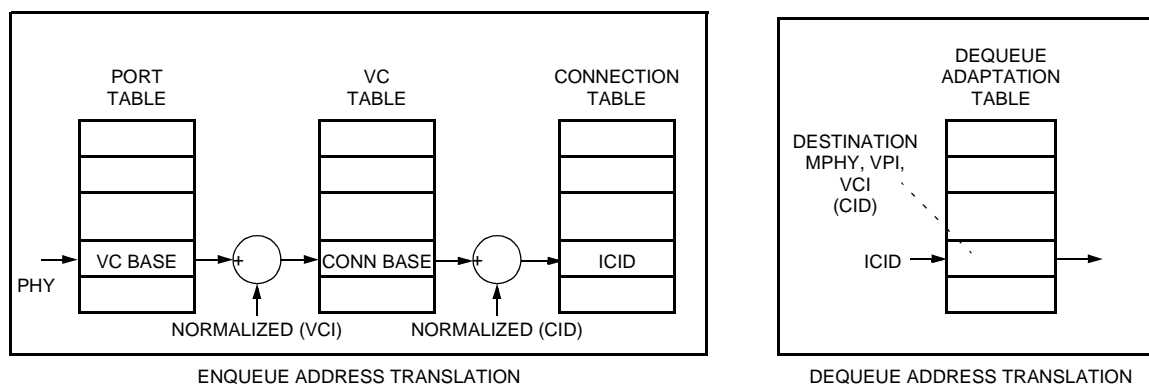 PORT
TABLE
VC
TABLE
CONNECTION
TABLE
PHY
VC BASE
+
CONN BASE
+
ICID
NORMALIZED (VCI)
NORMALIZED (CID)
ENQUEUE ADDRESS TRANSLATION
DEQUEUE
ADAPTATION
TABLE
DESTINATION
MPHY, VPI,
VCI
(CID)
ICID
DEQUEUE ADDRESS TRANSLATION